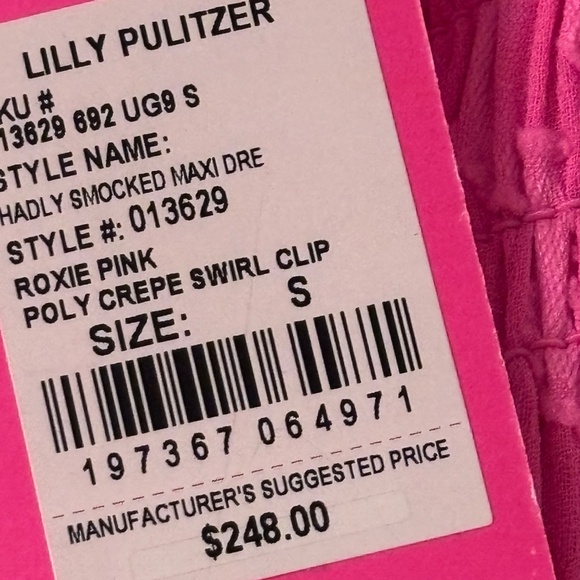 LILLY PULITZER
KU #
13629 692 UG9 S
STYLE NAME:
HADLY SMOCKED MAXI DRE
STYLE #: 013629
ROXIE PINK
POLY CREPE SWIRL CLIP
SIZE: S
197367 064971
MANUFACTURER'S SUGGESTED PRICE
$248.00